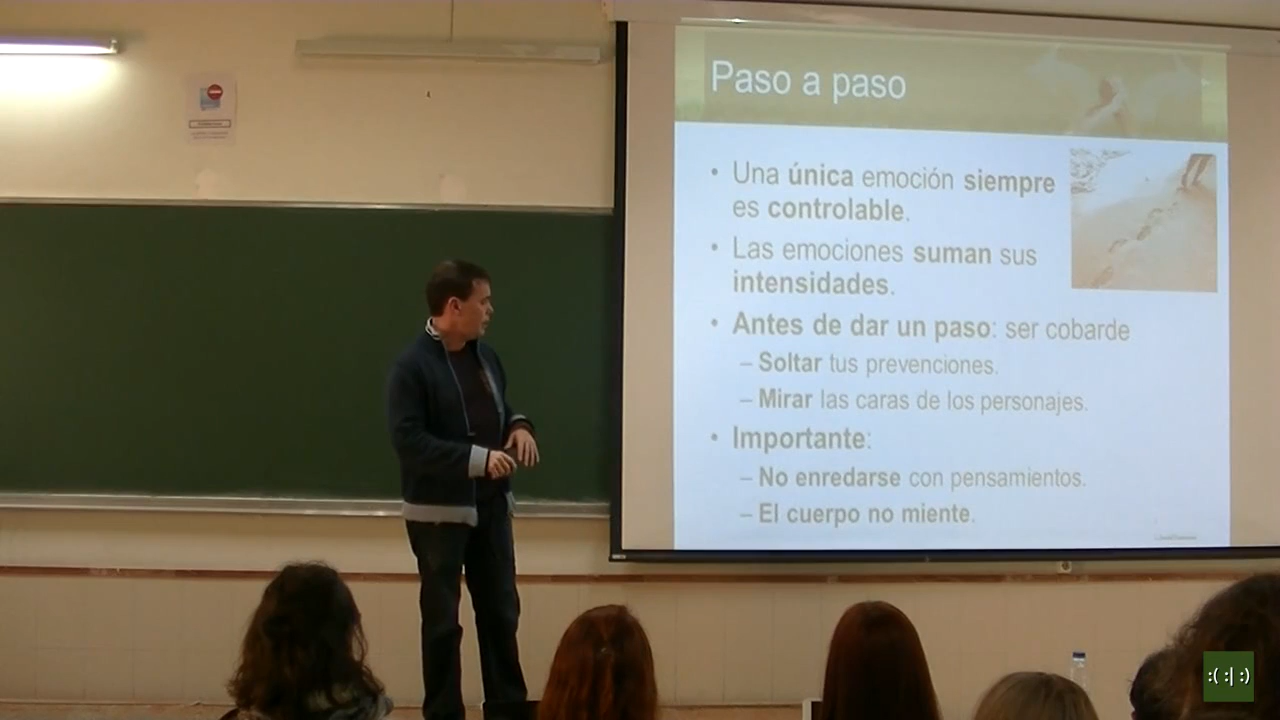 Paso a paso
• Una única emoción siempre
es controlable.
• Las emociones suman sus
intensidades.
• Antes de dar un paso: ser cobarde
– Soltar tus prevenciones.
– Mirar las caras de los personajes.
• Importante:
– No enredarse con pensamientos.
– El cuerpo no miente.
:( :| :)